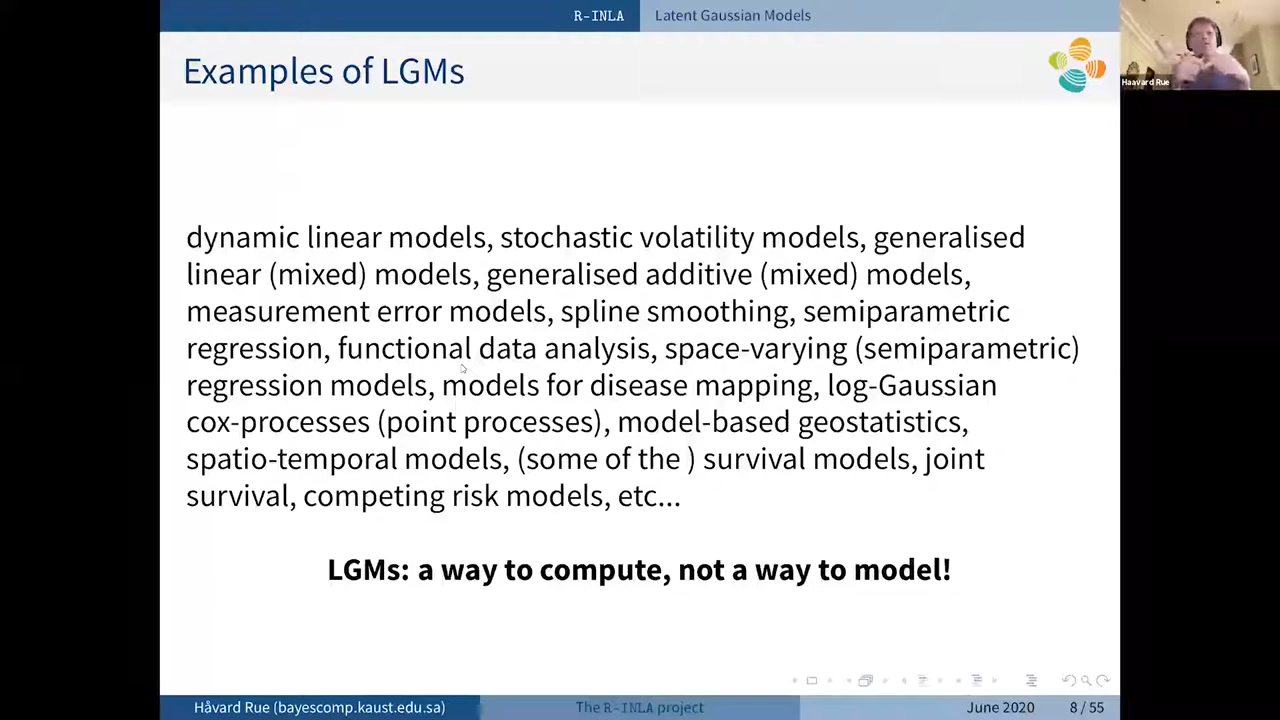 R-INLA Latent Gaussian Models
Examples of LGMs
Haavard Rue
dynamic linear models, stochastic volatility models, generalised
linear (mixed) models, generalised additive (mixed) models,
measurement error models, spline smoothing, semiparametric
regression, functional data analysis, space-varying (semiparametric)
regression models, models for disease mapping, log-Gaussian
cox-processes (point processes), model-based geostatistics,
spatio-temporal models, (some of the ) survival models, joint
survival, competing risk models, etc...
LGMs: a way to compute, not a way to model!
Håvard Rue (bayescomp.kaust.edu.sa) The R-INLA project June 2020 8 / 55